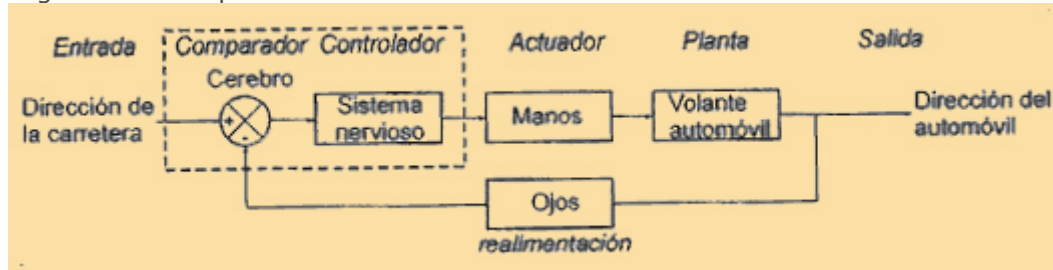 Entrada Comparador Controlador Actuador Planta Salida
Cerebro
Dirección de
la carretera
+
-
Sistema
nervioso
Manos
Volante
automóvil
Dirección del
automóvil
Ojos
realimentación